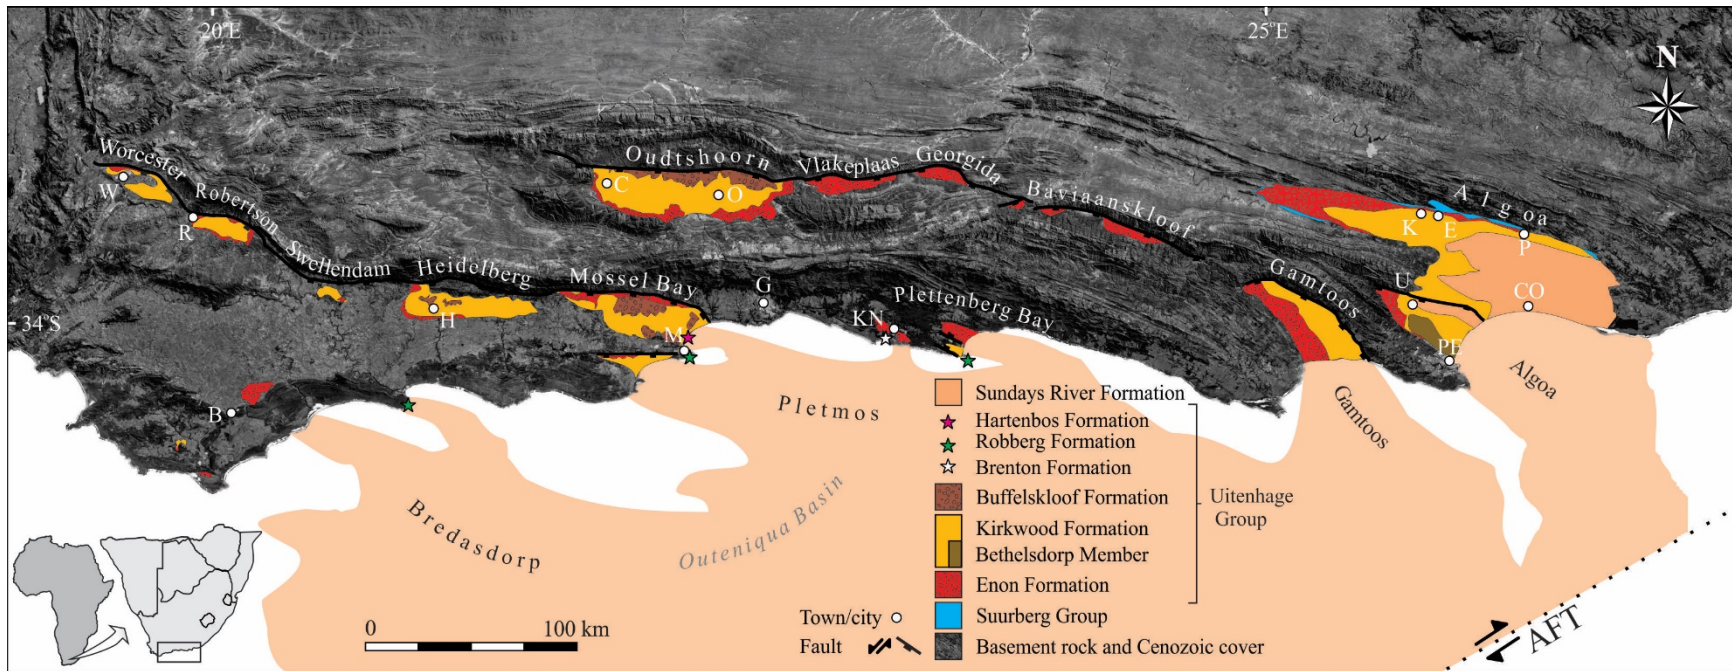 20°E
25°E
N
Worcester
W
Robertson
R
Swellendam
Oudtshoorn
C
O
Vlakeplaas
Georgida
Baviaanskloof
Algoa
K
E
P
Heidelberg
H
Mossel Bay
M
G
KN
Plettenberg Bay
Gamtoos
U
CO
PE
34°S
B
Bredasdorp
Pletmos
Outeniqua Basin
Gamtoos
Algoa
Sundays River Formation
Hartenbos Formation
Robberg Formation
Brenton Formation
Buffelskloof Formation
Kirkwood Formation
Bethelsdorp Member
Enon Formation
Uitenhage
Group
Suurberg Group
Basement rock and Cenozoic cover
Town/city
Fault
0 100 km
AFT